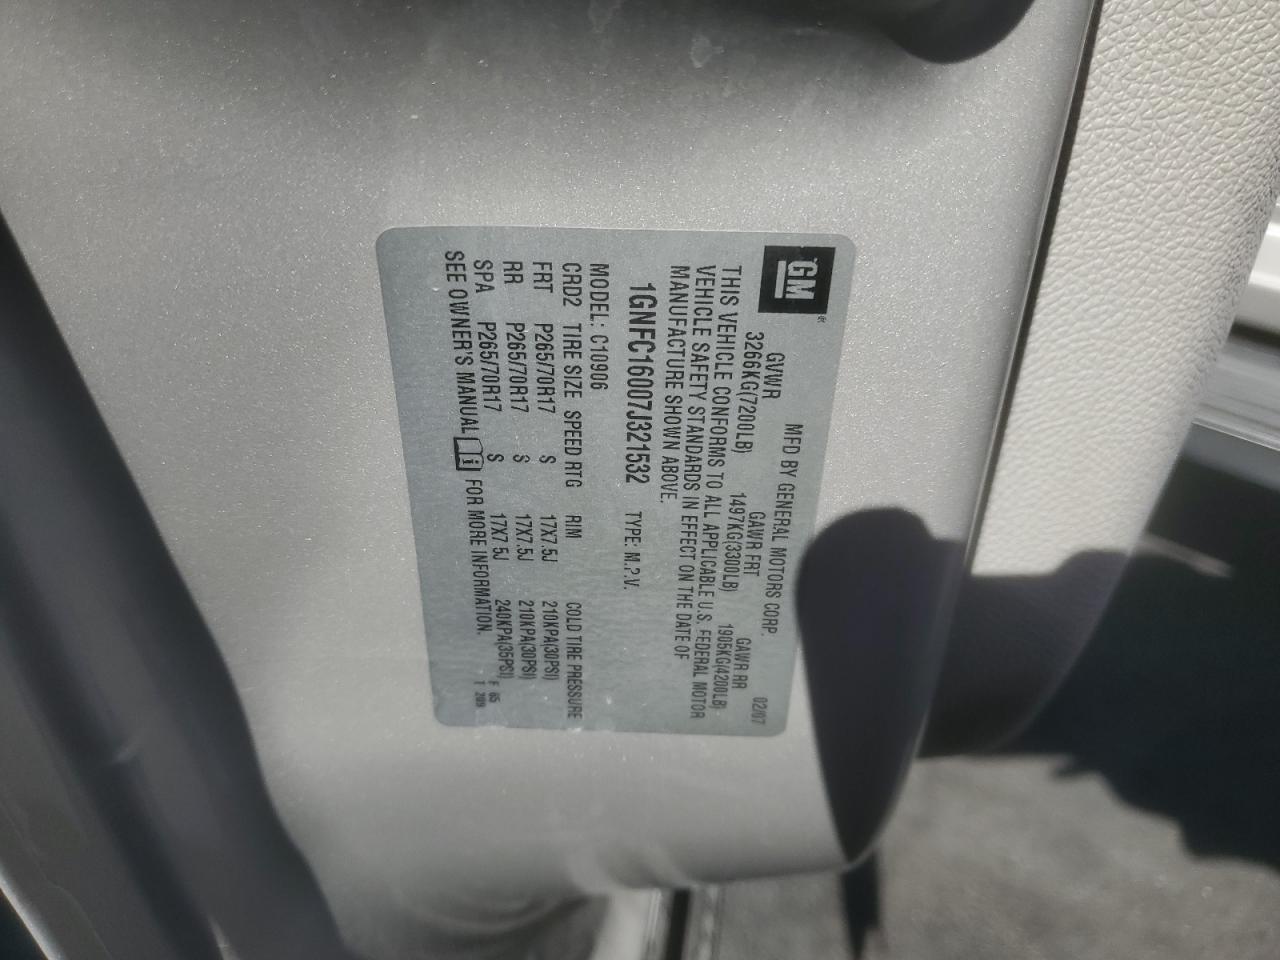 GM
MFD BY GENERAL MOTORS CORP. 02/07
GVWR GAWR FRT GAWR RR
3266KG(7200LB) 1497KG(3300LB) 1905KG(4200LB)
THIS VEHICLE CONFORMS TO ALL APPLICABLE U.S. FEDERAL MOTOR
VEHICLE SAFETY STANDARDS IN EFFECT ON THE DATE OF
MANUFACTURE SHOWN ABOVE.
1GNFC16007J321532 TYPE: M.P.V.
MODEL: C10906
CRD2 TIRE SIZE SPEED RTG RIM COLD TIRE PRESSURE
FRT P265/70R17 S 17X7.5J 210KPA(30PSI)
RR P265/70R17 S 17X7.5J 210KPA(30PSI)
SPA P265/70R17 S 17X7.5J 240KPA(35PSI)
SEE OWNER'S MANUAL FOR MORE INFORMATION.
F 65